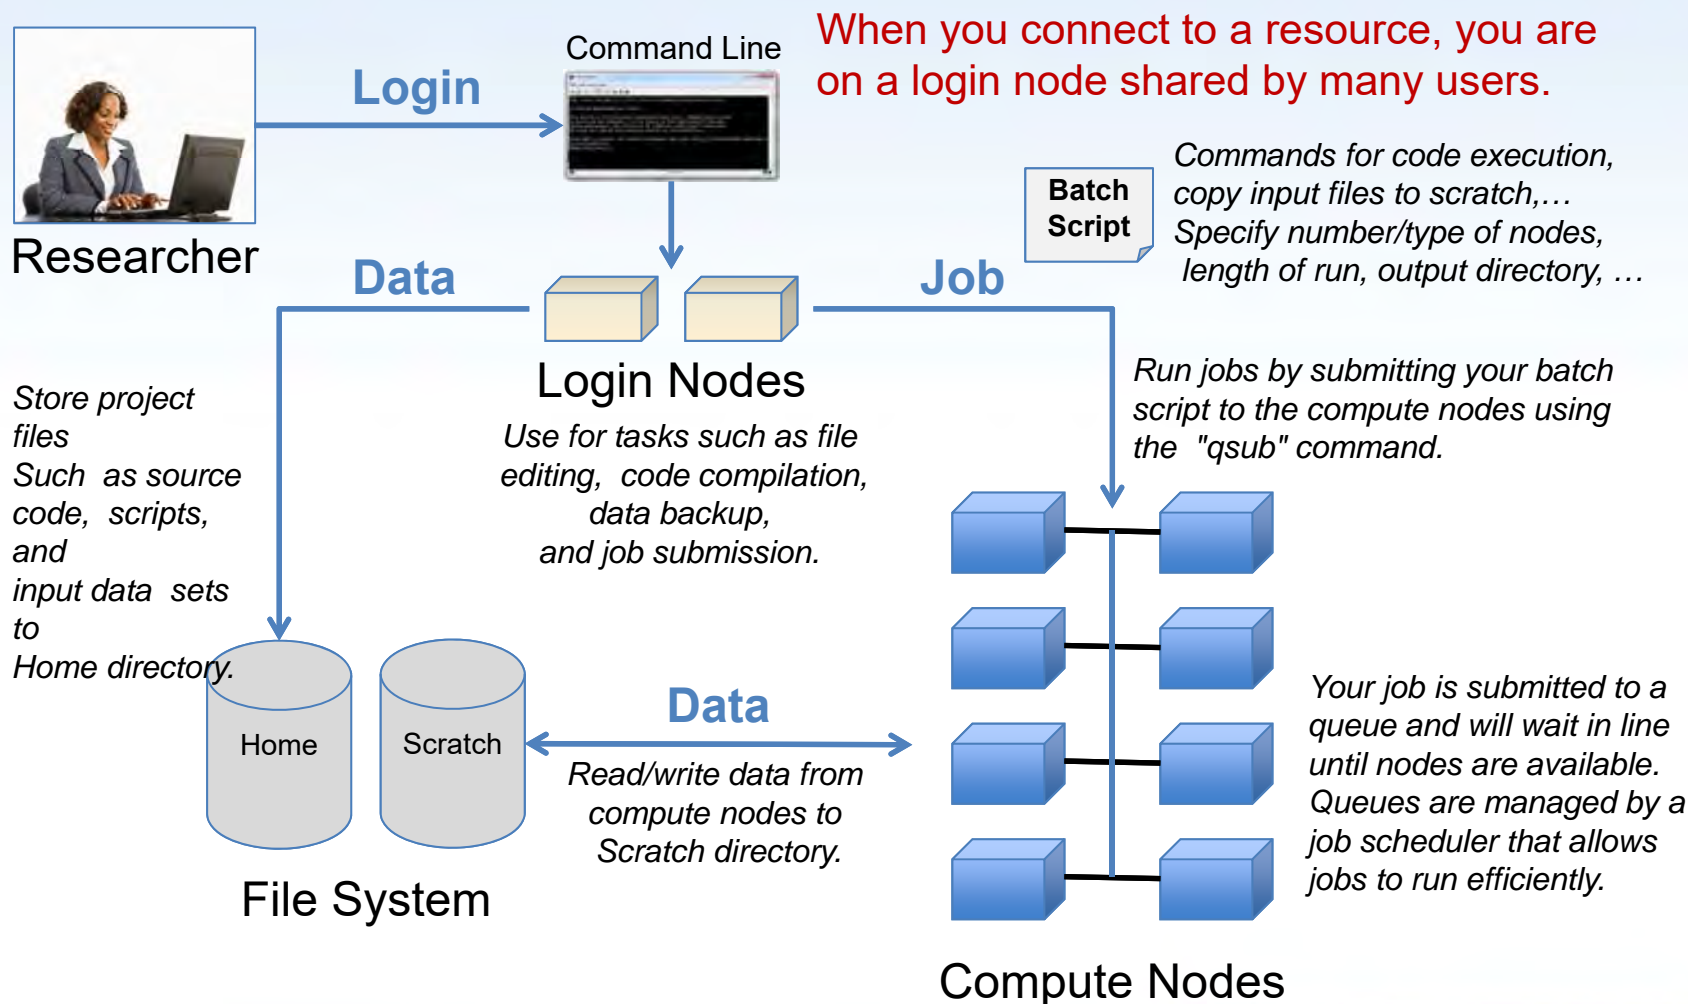 When you connect to a resource, you are
on a login node shared by many users.
Command Line
Login
Researcher
Batch
Script
Commands for code execution,
copy input files to scratch,…
Specify number/type of nodes,
length of run, output directory, …
Data
Job
Login Nodes
Use for tasks such as file
editing, code compilation,
data backup,
and job submission.
Run jobs by submitting your batch
script to the compute nodes using
the "qsub" command.
Store project
files
Such as source
code, scripts,
and
input data sets
to
Home directory.
Home
Scratch
File System
Data
Read/write data from
compute nodes to
Scratch directory.
Your job is submitted to a
queue and will wait in line
until nodes are available.
Queues are managed by a
job scheduler that allows
jobs to run efficiently.
Compute Nodes